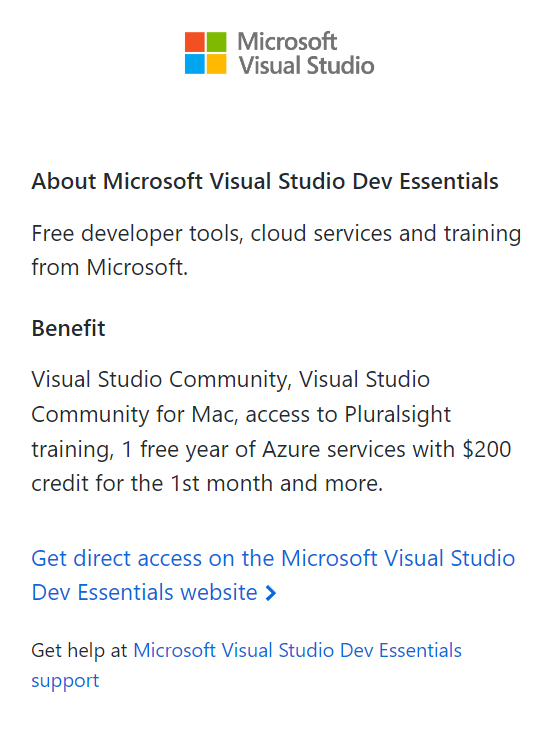 Microsoft
Visual Studio
About Microsoft Visual Studio Dev Essentials
Free developer tools, cloud services and training
from Microsoft.
Benefit
Visual Studio Community, Visual Studio
Community for Mac, access to Pluralsight
training, 1 free year of Azure services with $200
credit for the 1st month and more.
Get direct access on the Microsoft Visual Studio
Dev Essentials website
Get help at Microsoft Visual Studio Dev Essentials
support